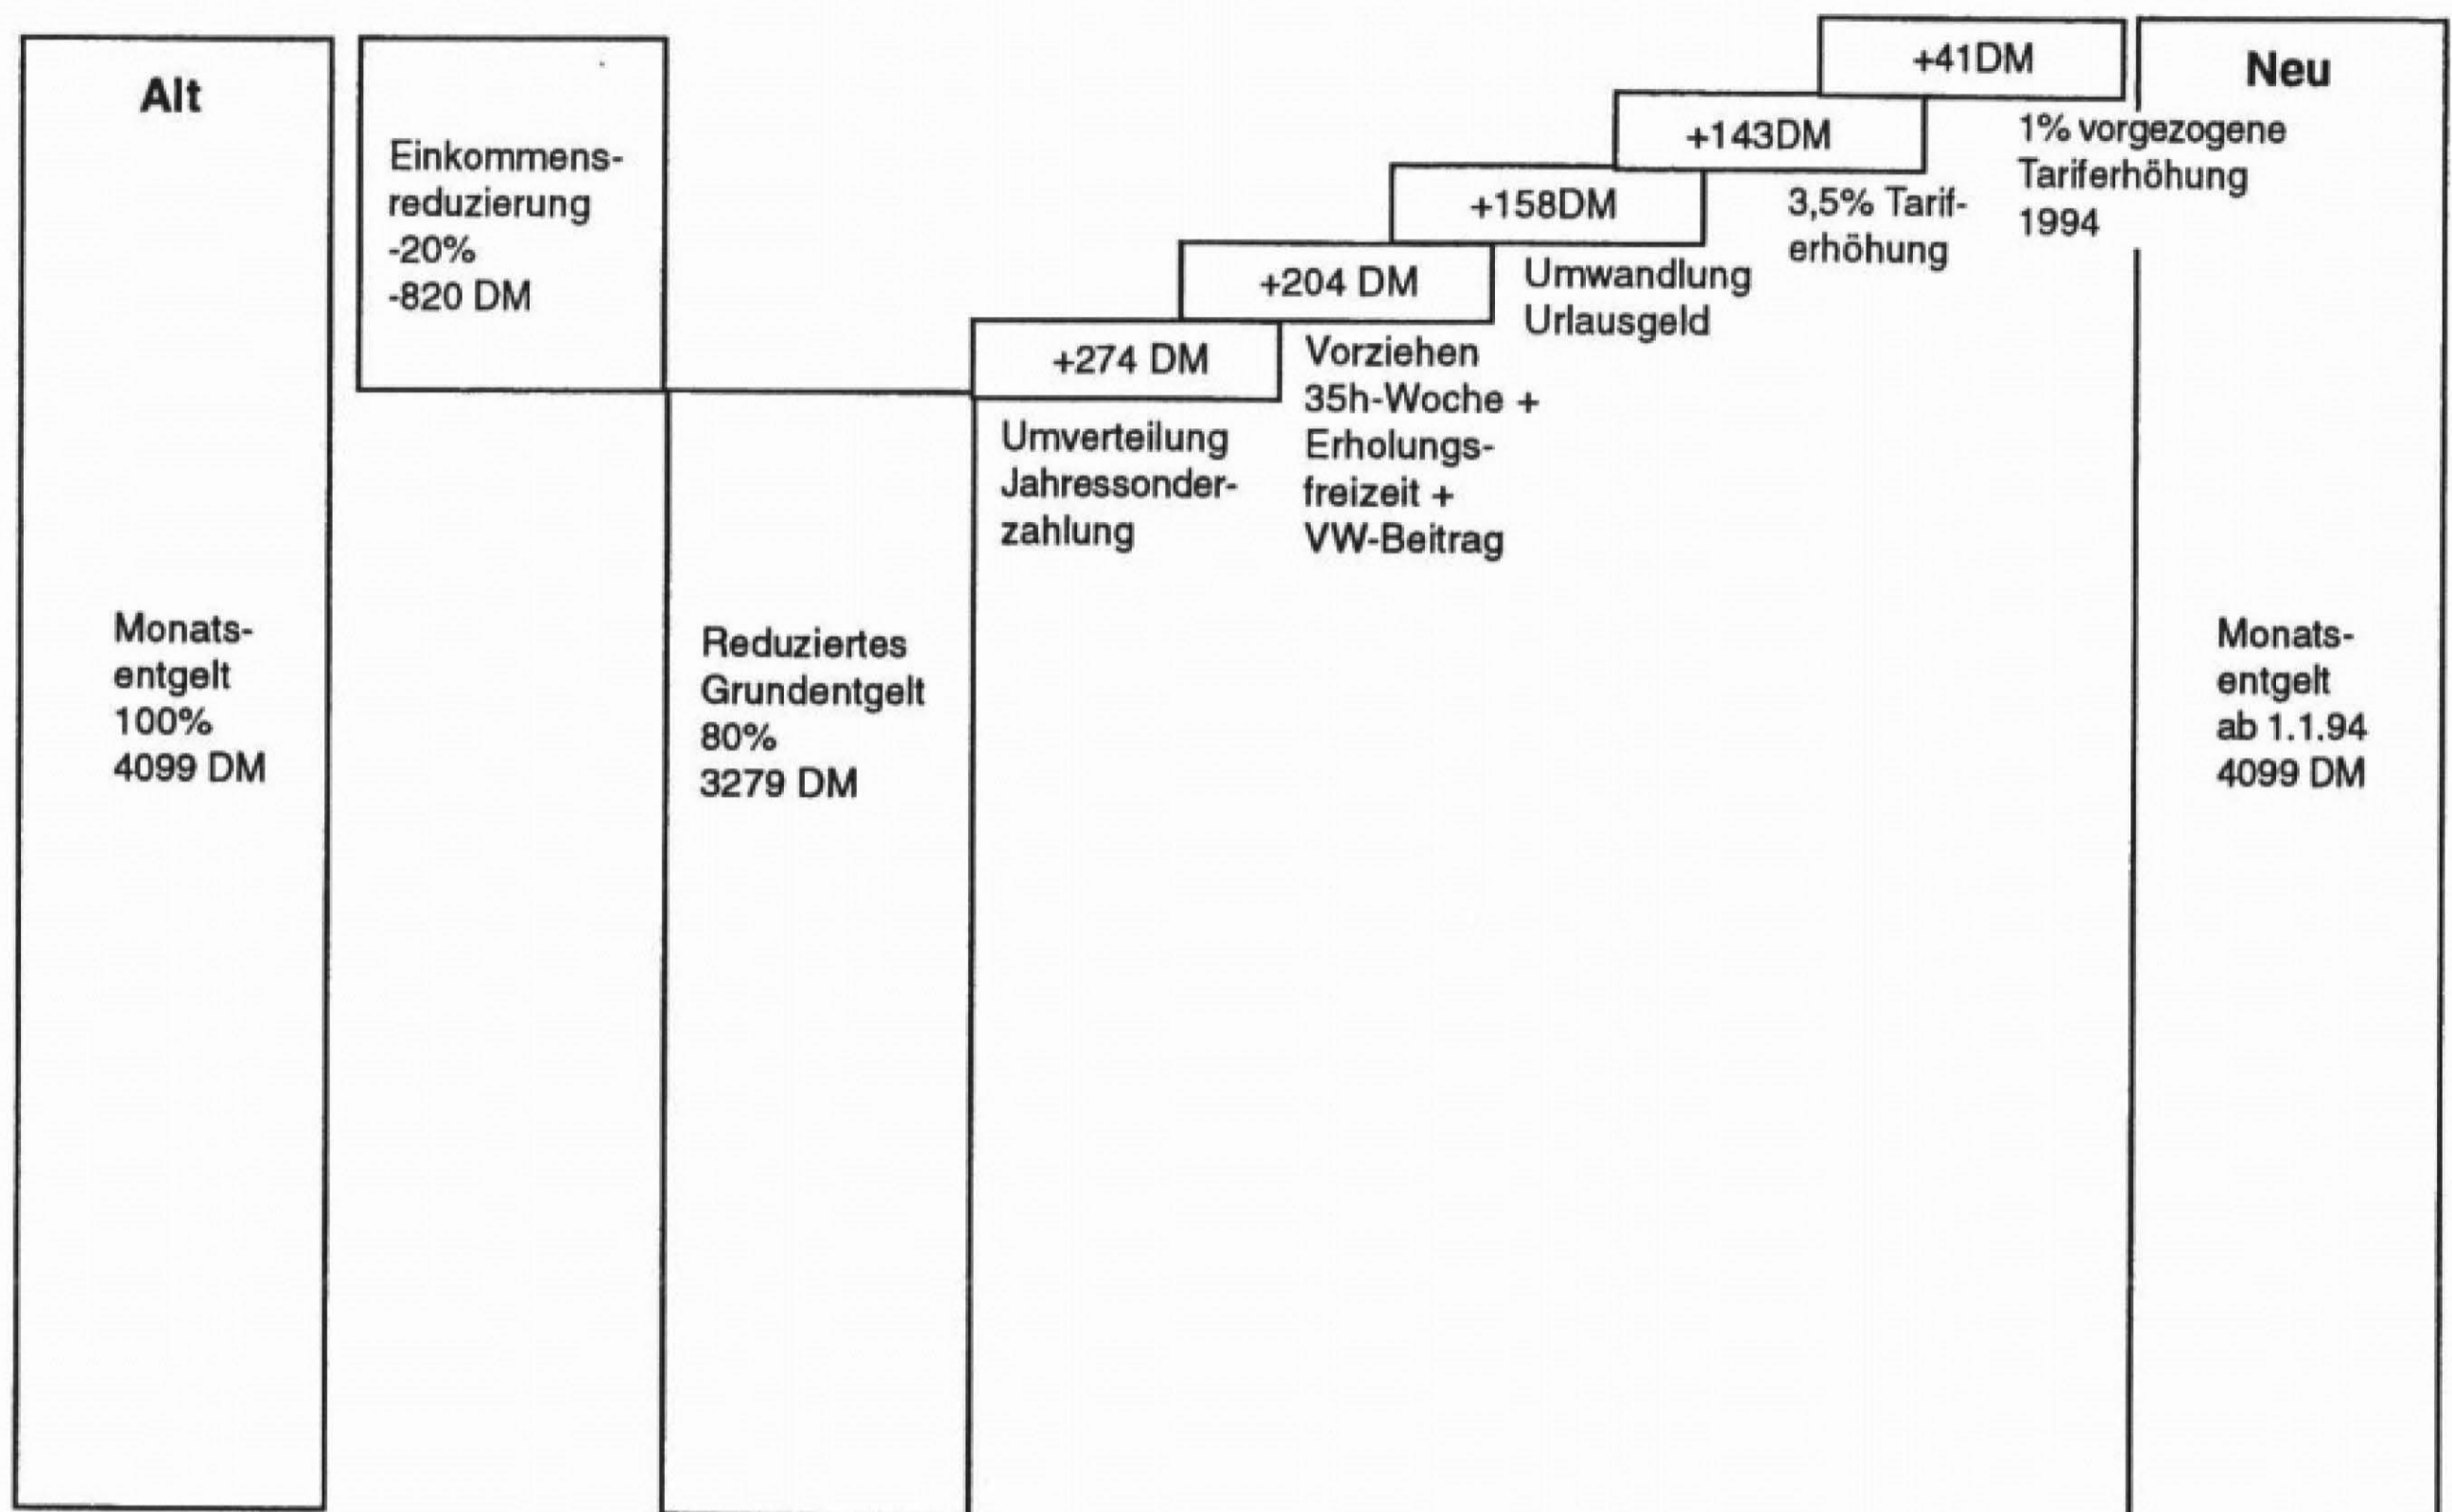 Alt
Monats-
entgelt
100%
4099 DM
Einkommens-
reduzierung
-20%
-820 DM
Reduziertes
Grundentgelt
80%
3279 DM
+274 DM
Umverteilung
Jahressonder-
zahlung
+204 DM
Vorziehen
35h-Woche +
Erholungs-
freizeit +
VW-Beitrag
+158DM
Umwandlung
Urlausgeld
+143DM
3,5% Tarif-
erhöhung
+41DM
1% vorgezogene
Tariferhöhung
1994
Neu
Monats-
entgelt
ab 1.1.94
4099 DM